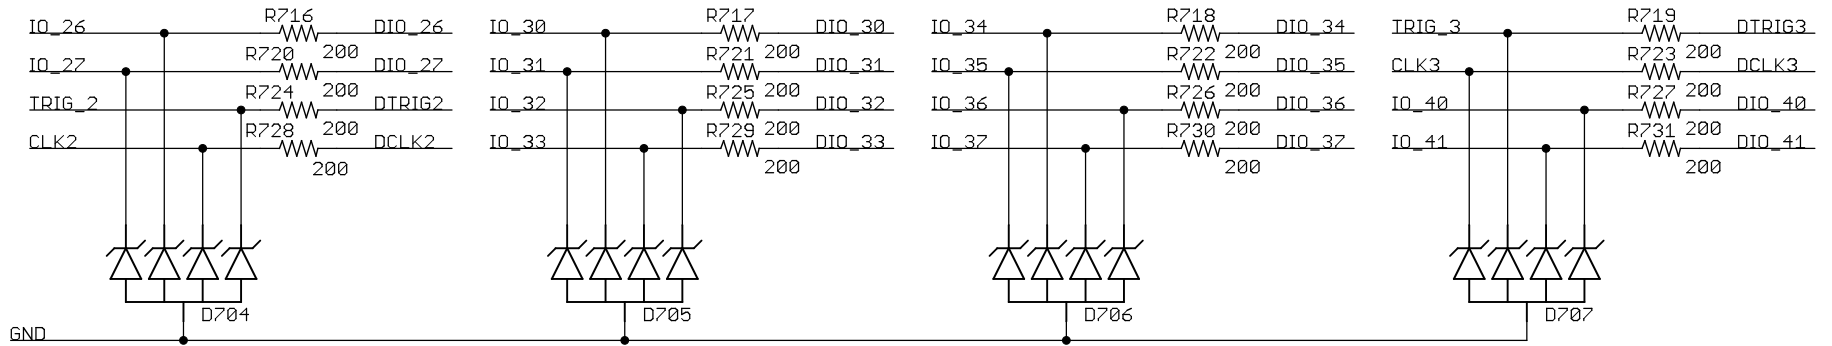 R716 R717 R718 R719
IO_26 DIO_26 IO_30 DIO_30 IO_34 DIO_34 TRIG_3 DTRIG3
R720 200 R721 200 R722 200 R723 200
IO_27 DIO_27 IO_31 DIO_31 IO_35 DIO_35 CLK3 DCLK3
R724 200 R725 200 R726 200 R727 200
TRIG_2 DTRIG2 IO_32 DIO_32 IO_36 DIO_36 IO_40 DIO_40
R728 200 R729 200 R730 200 R731 200
CLK2 DCLK2 IO_33 DIO_33 IO_37 DIO_37 IO_41 DIO_41
200 200 200 200
D704 D705 D706 D707
GND